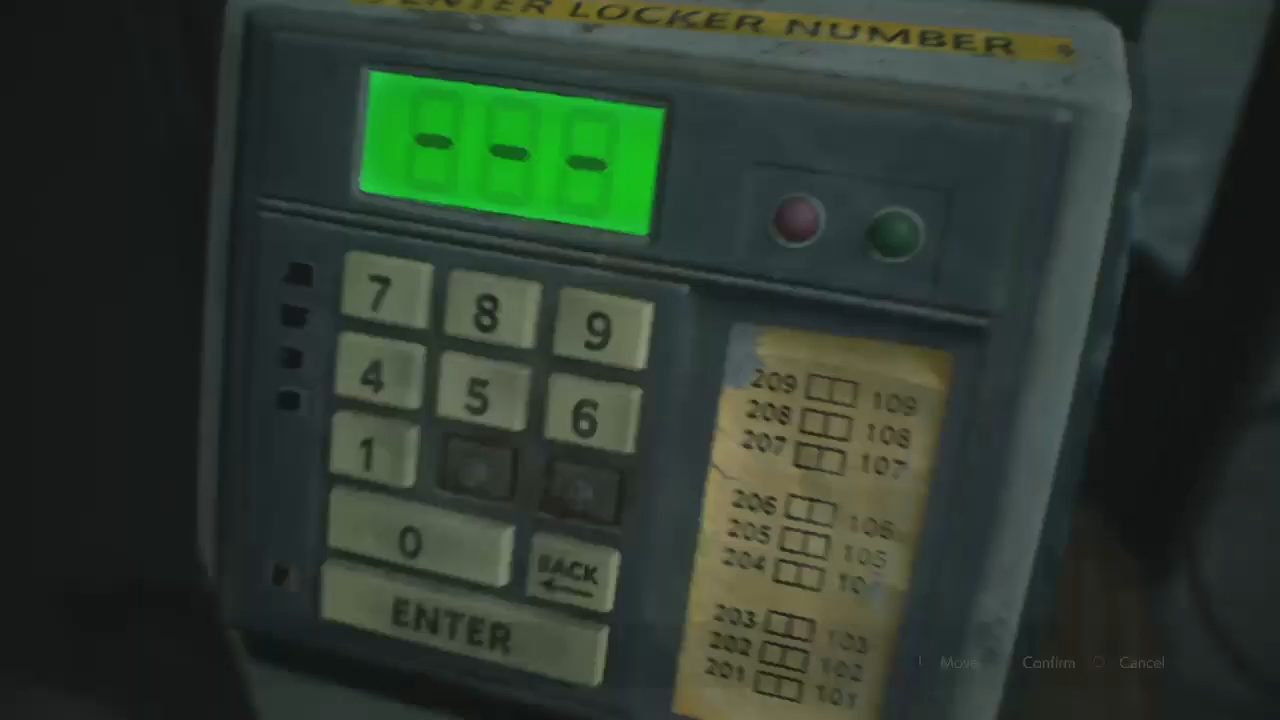 ENTER LOCKER NUMBER
- - -
7 8 9
4 5 6
1
0 BACK
ENTER
209 109
208 108
207 107
206 106
205 105
204 10
203 103
202 102
201 101
Move Confirm Cancel